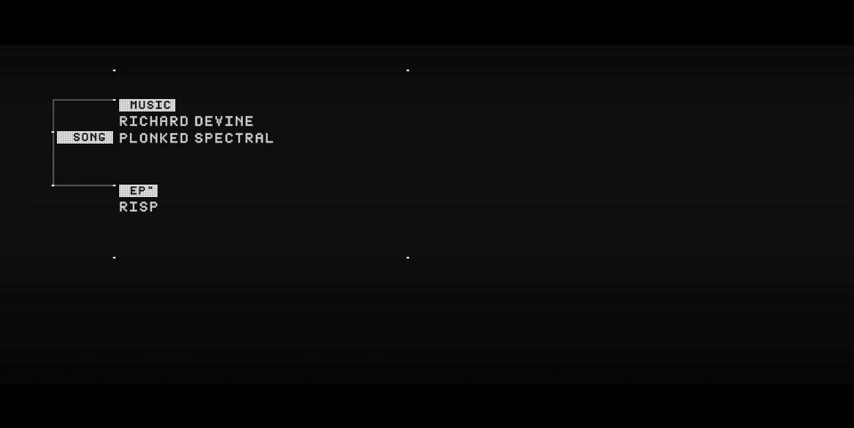 MUSIC
RICHARD DEVINE
SONG PLONKED SPECTRAL
EP"
RISP